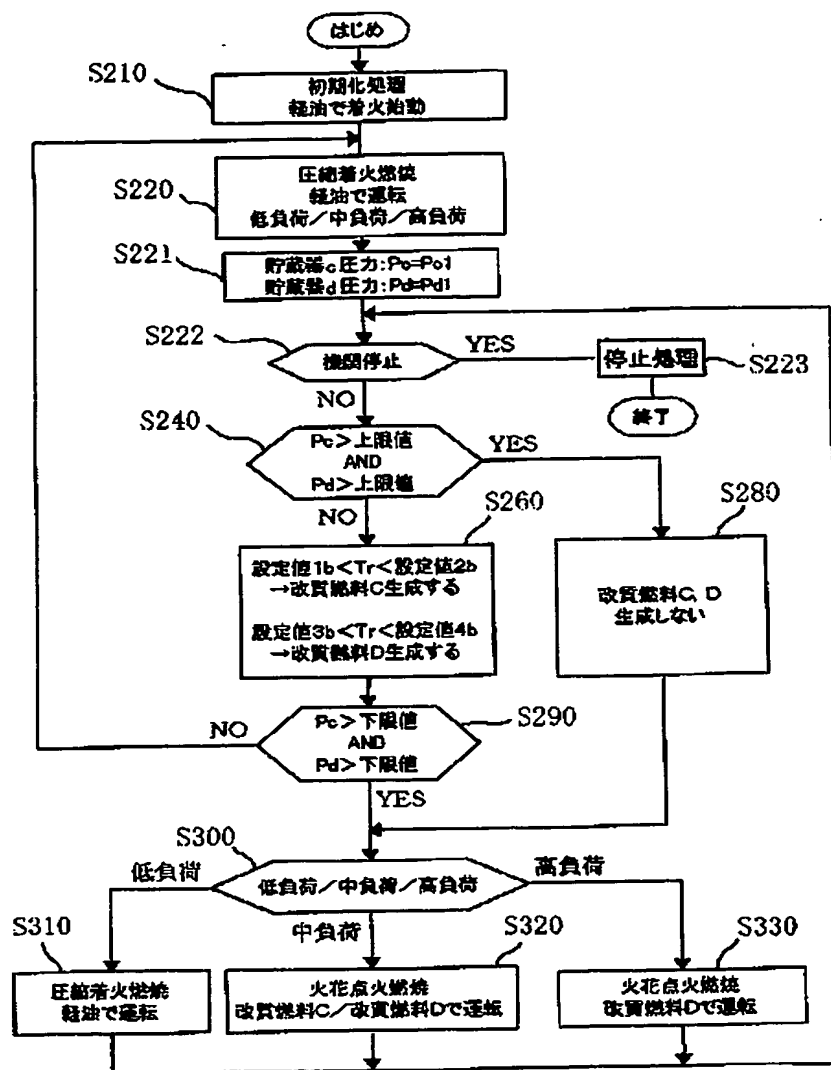 はじめ
S210
初期化処理
軽油で着火始動
S220
圧縮着火燃焼
軽油で運転
低負荷/中負荷/高負荷
S221
貯蔵器c圧力:Pc=Pc1
貯蔵器d圧力:Pd=Pd1
S222
機関停止
YES
停止処理
S223
終了
NO
S240
Pc>上限値
AND
Pd>上限値
YES
NO
S260
設定値1b<Tr<設定値2b
→改質燃料C生成する
設定値3b<Tr<設定値4b
→改質燃料D生成する
S280
改質燃料C, D
生成しない
S290
Pc>下限値
AND
Pd>下限値
NO
YES
S300
低負荷/中負荷/高負荷
低負荷
中負荷
高負荷
S310
圧縮着火燃焼
軽油で運転
S320
火花点火燃焼
改質燃料C/改質燃料Dで運転
S330
火花点火燃焼
改質燃料Dで運転